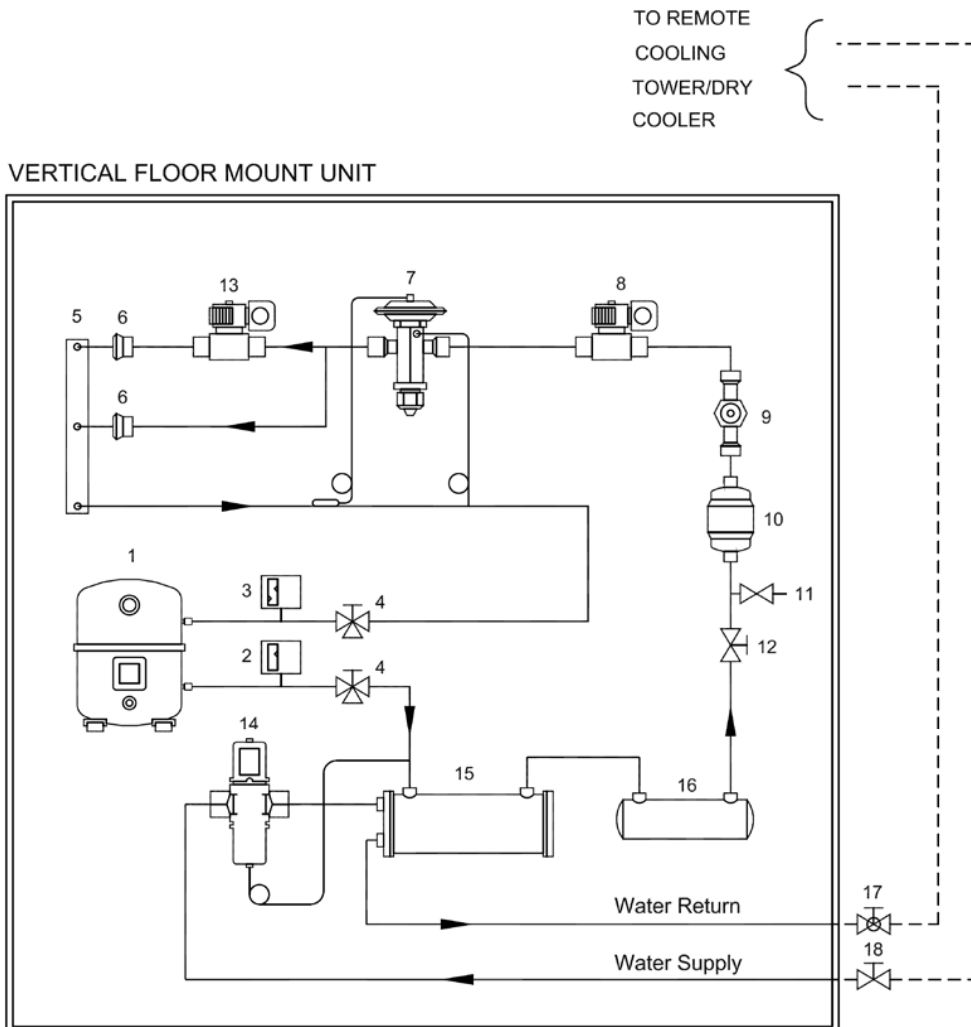 TO REMOTE
COOLING
TOWER/DRY
COOLER
VERTICAL FLOOR MOUNT UNIT
13
7
8
5
6
6
9
10
1
3
4
11
2
4
12
14
15
16
Water Return
17
Water Supply
18